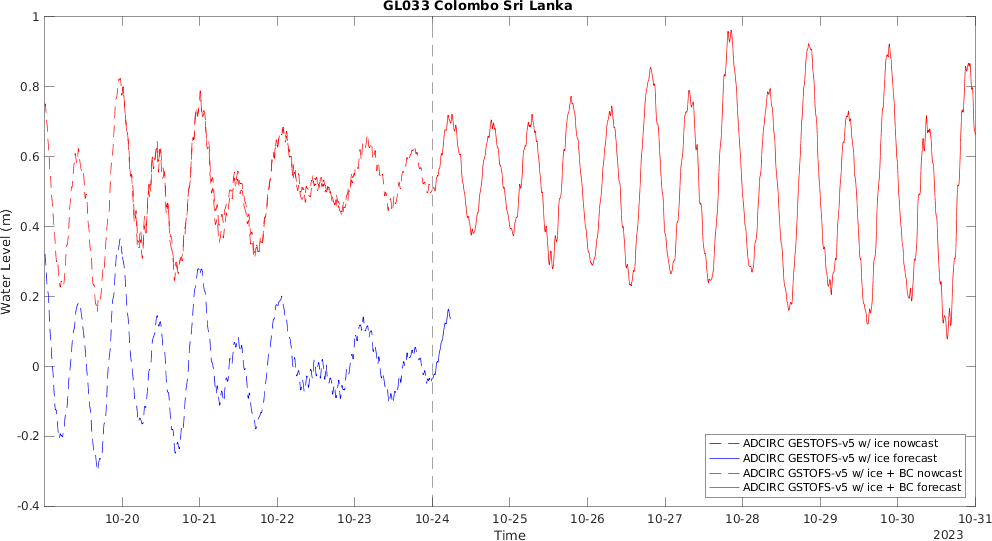 GL033 Colombo Sri Lanka
Water Level (m)
1
0.8
0.6
0.4
0.2
0
-0.2
-0.4
10-20 10-21 10-22 10-23 10-24 10-25 10-26 10-27 10-28 10-29 10-30 10-31
Time
2023
ADCIRC GESTOFS-v5 w/ ice nowcast
ADCIRC GESTOFS-v5 w/ ice forecast
ADCIRC GSTOFS-v5 w/ ice + BC nowcast
ADCIRC GSTOFS-v5 w/ ice + BC forecast